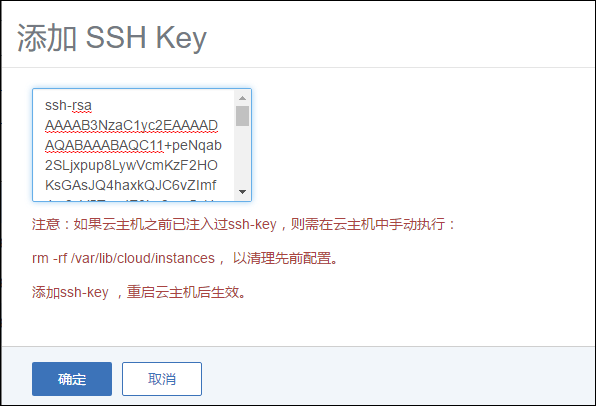 添加 SSH Key
ssh-rsa
AAAAB3NzaC1yc2EAAAAD
AQABAAABAQC11+peNqab
2SLjxpup8LywVcmKzF2HO
KsGAsJQ4haxkQJC6vZImf
注意：如果云主机之前已注入过ssh-key，则需在云主机中手动执行：
rm -rf /var/lib/cloud/instances， 以清理先前配置。
添加ssh-key ，重启云主机后生效。
确定
取消